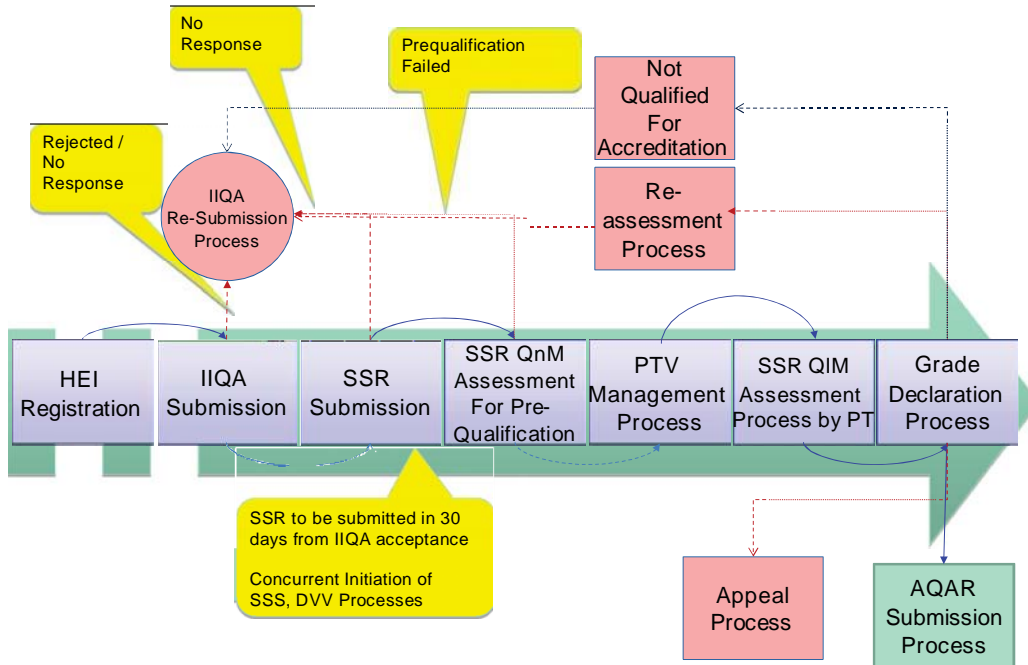 No
Response
Prequalification
Failed
Not
Qualified
For
Accreditation
Rejected /
No
Response
IIQA
Re-Submission
Process
Re-
assessment
Process
HEI
Registration
IIQA
Submission
SSR
Submission
SSR QnM
Assessment
For Pre-
Qualification
PTV
Management
Process
SSR QIM
Assessment
Process by PT
Grade
Declaration
Process
SSR to be submitted in 30
days from IIQA acceptance
Concurrent Initiation of
SSS, DVV Processes
Appeal
Process
AQAR
Submission
Process